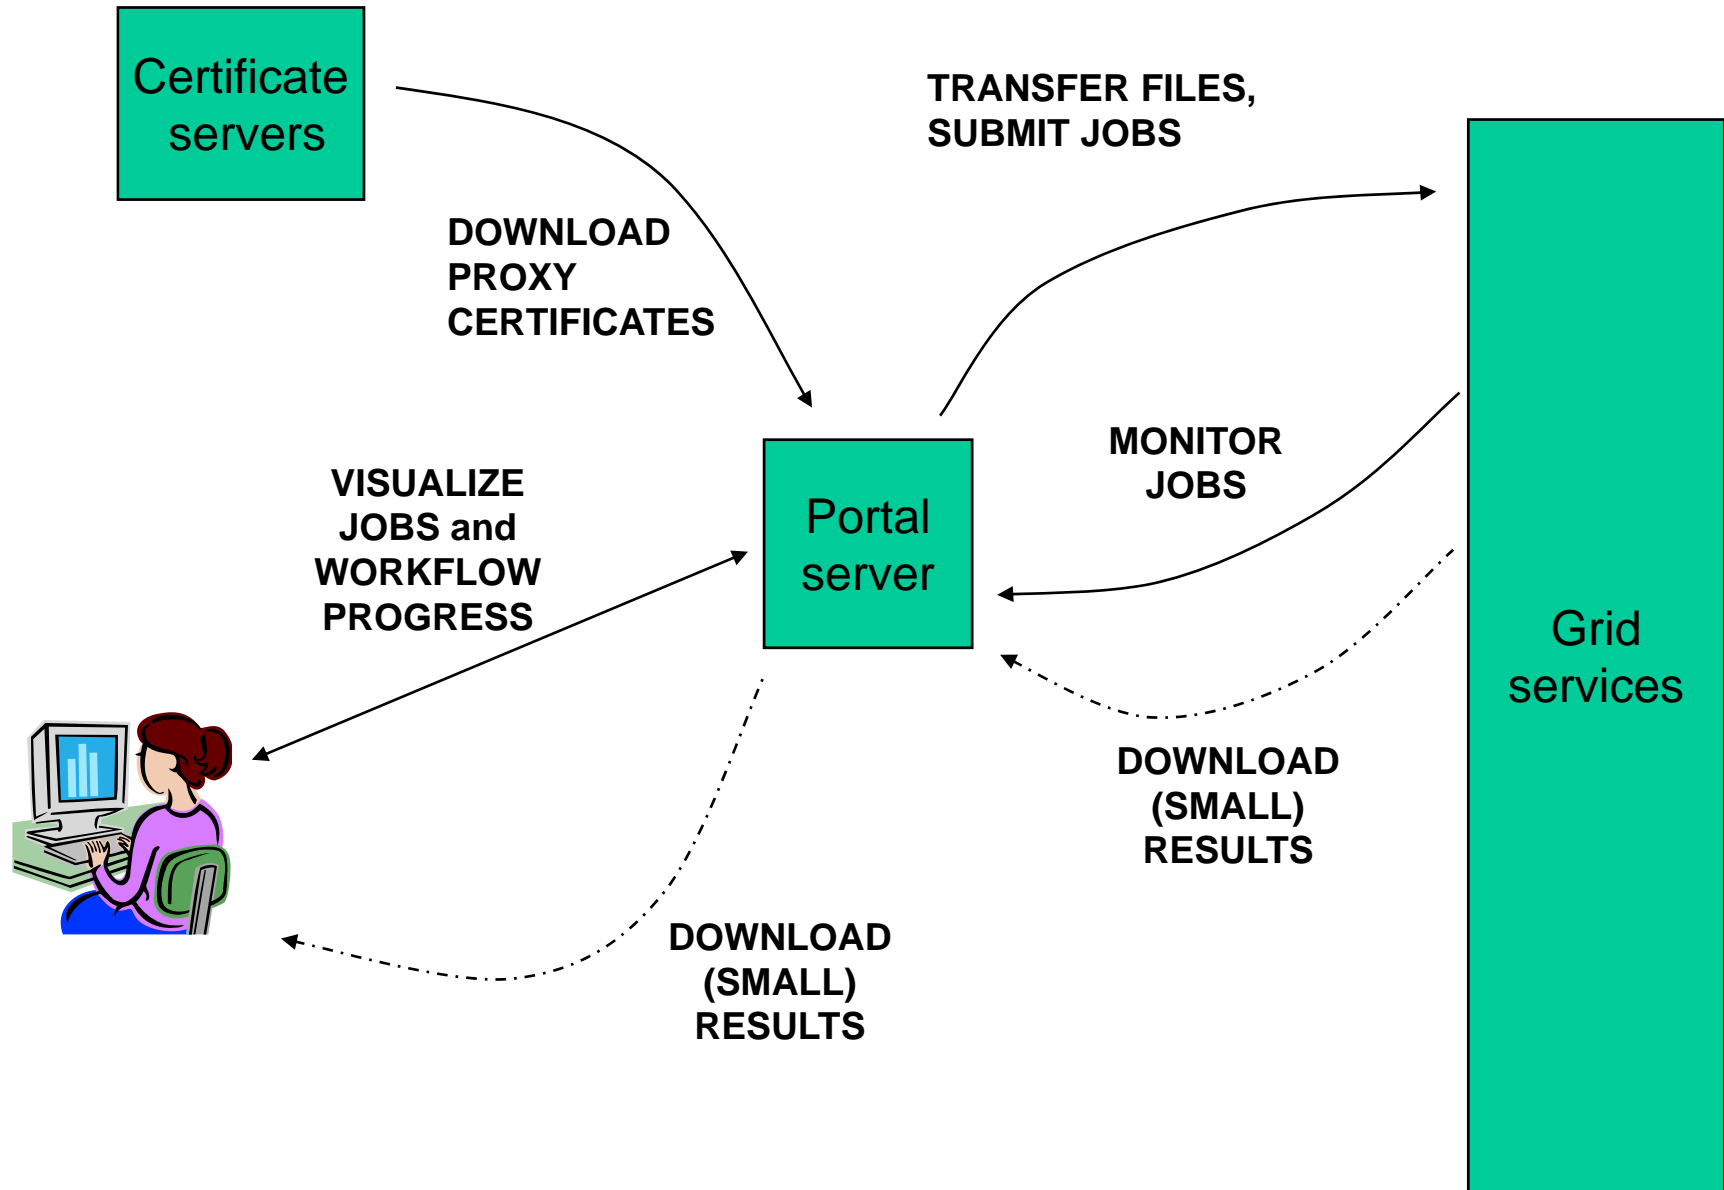 Certificate
servers
TRANSFER FILES,
SUBMIT JOBS
DOWNLOAD
PROXY
CERTIFICATES
MONITOR
JOBS
VISUALIZE
JOBS and
WORKFLOW
PROGRESS
Portal
server
Grid
services
DOWNLOAD
(SMALL)
RESULTS
DOWNLOAD
(SMALL)
RESULTS